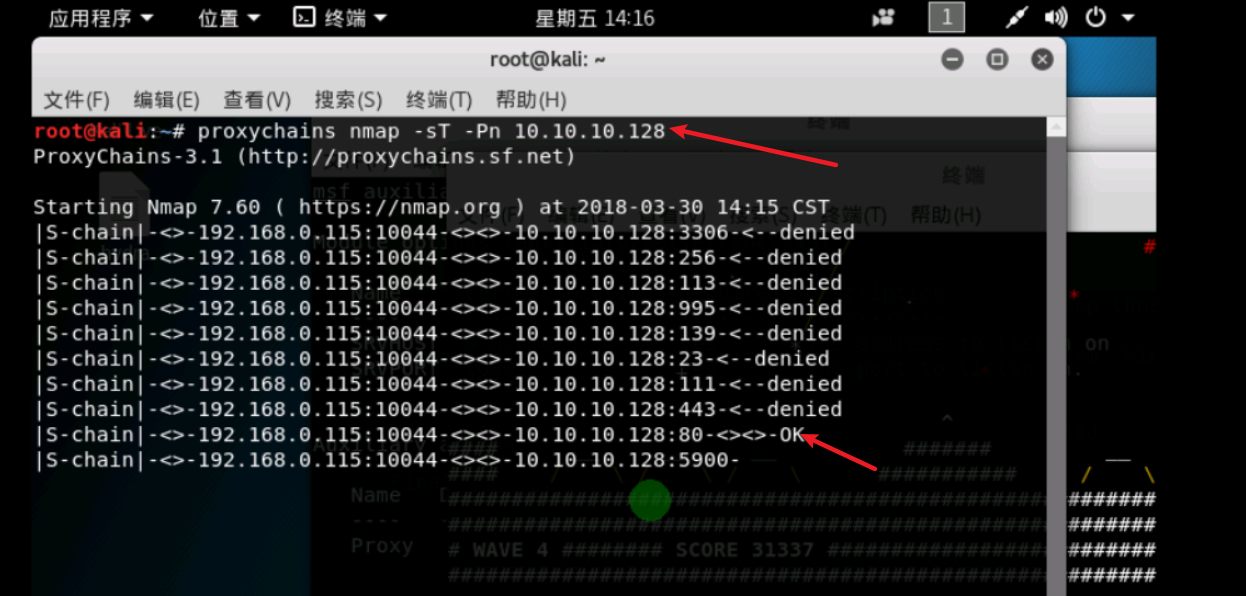 应用程序 位置 终端 星期五 14:16 1
root@kali: ~
文件(F) 编辑(E) 查看(V) 搜索(S) 终端(T) 帮助(H)
root@kali:~# proxychains nmap -sT -Pn 10.10.10.128
终端
ProxyChains-3.1 (http://proxychains.sf.net)
终端
msf auxilia
Starting Nmap 7.60 ( https://nmap.org ) at 2018-03-30 14:15 CST
文件(F) 编辑(E) 查看(V) 搜索(S) 终端(T) 帮助(H)
|S-chain|-<>-192.168.0.115:10044-<><>-10.10.10.128:3306-<--denied
|S-chain|-<>-192.168.0.115:10044-<><>-10.10.10.128:256-<--denied
|S-chain|-<>-192.168.0.115:10044-<><>-10.10.10.128:113-<--denied
Name
|S-chain|-<>-192.168.0.115:10044-<><>-10.10.10.128:995-<--denied
|S-chain|-<>-192.168.0.115:10044-<><>-10.10.10.128:139-<--denied
on
|S-chain|-<>-192.168.0.115:10044-<><>-10.10.10.128:23-<--denied
|S-chain|-<>-192.168.0.115:10044-<><>-10.10.10.128:111-<--denied
|S-chain|-<>-192.168.0.115:10044-<><>-10.10.10.128:443-<--denied
|S-chain|-<>-192.168.0.115:10044-<><>-10.10.10.128:80-<><>-OK
|S-chain|-<>-192.168.0.115:10044-<><>-10.10.10.128:5900-
Name
----
Proxy
# WAVE 4 ######## SCORE 31337 ##################